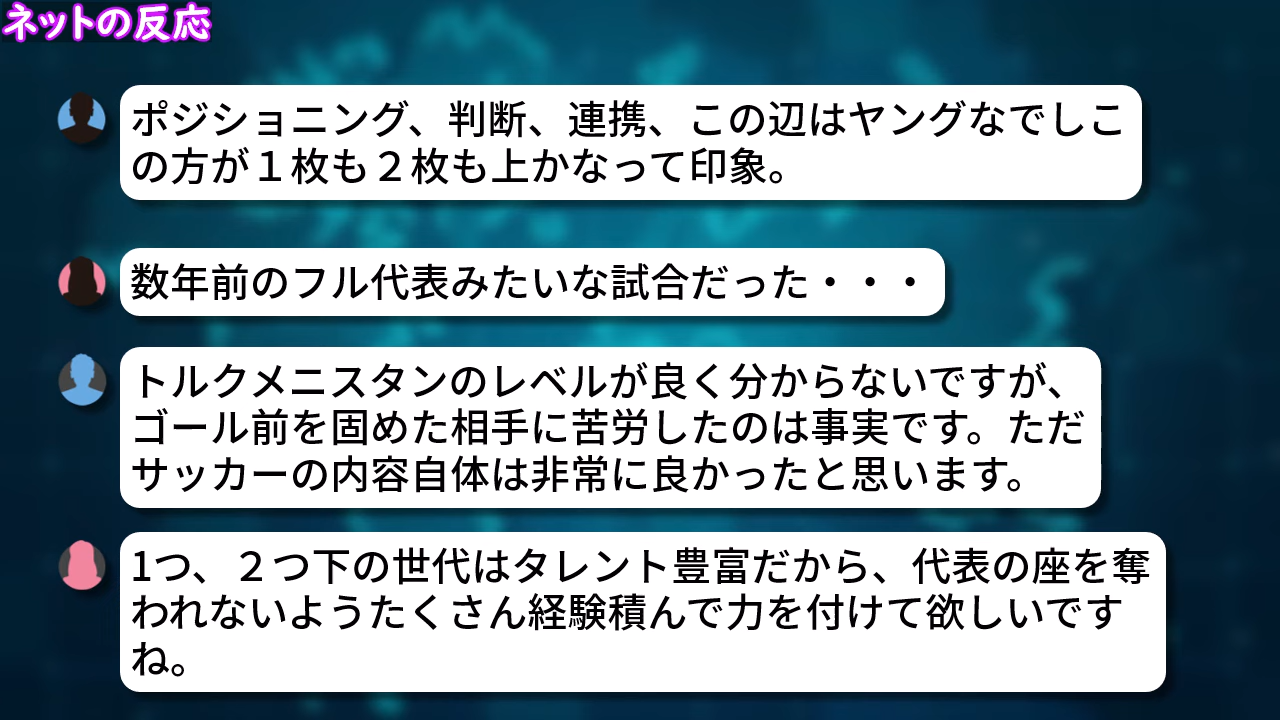 ネットの反応
ポジショニング、判断、連携、この辺はヤングなでしこ
の方が１枚も２枚も上かなって印象。
数年前のフル代表みたいな試合だった・・・
トルクメニスタンのレベルが良く分からないですが、
ゴール前を固めた相手に苦労したのは事実です。ただ
サッカーの内容自体は非常に良かったと思います。
1つ、２つ下の世代はタレント豊富だから、代表の座を奪
われないようたくさん経験積んで力を付けて欲しいです
ね。